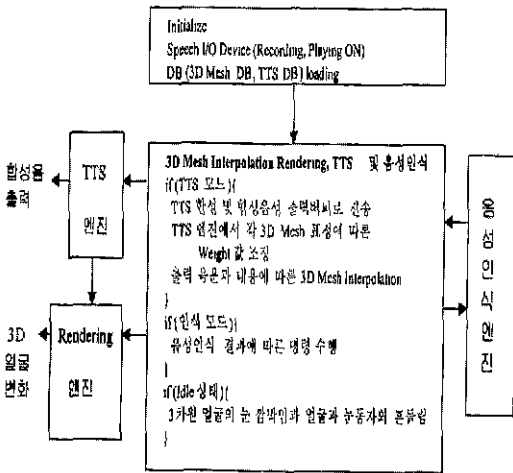 Initialize
Speech I/O Device (Recording, Playing ON)
DB (3D Mesh DB, TTS DB) loading
3D Mesh Interpolation Rendering, TTS 및 음성인식
if(TTS 모드){
TTS 합성 및 합성음성 출력버퍼로 전송
TTS 엔진에서 각 3D Mesh 표정에 따른
Weight 값 조정
출력 음문과 내용에 따른 3D Mesh Interpolation
}
if(인식 모드){
음성인식 결과에 따른 명령 수행
}
if(Idle 상태){
3차원 얼굴의 눈 깜빡임과 얼굴과 눈동자의 흔들림
}
TTS
엔진
합성음
출력
Rendering
엔진
3D
얼굴
변화
음성인식엔진